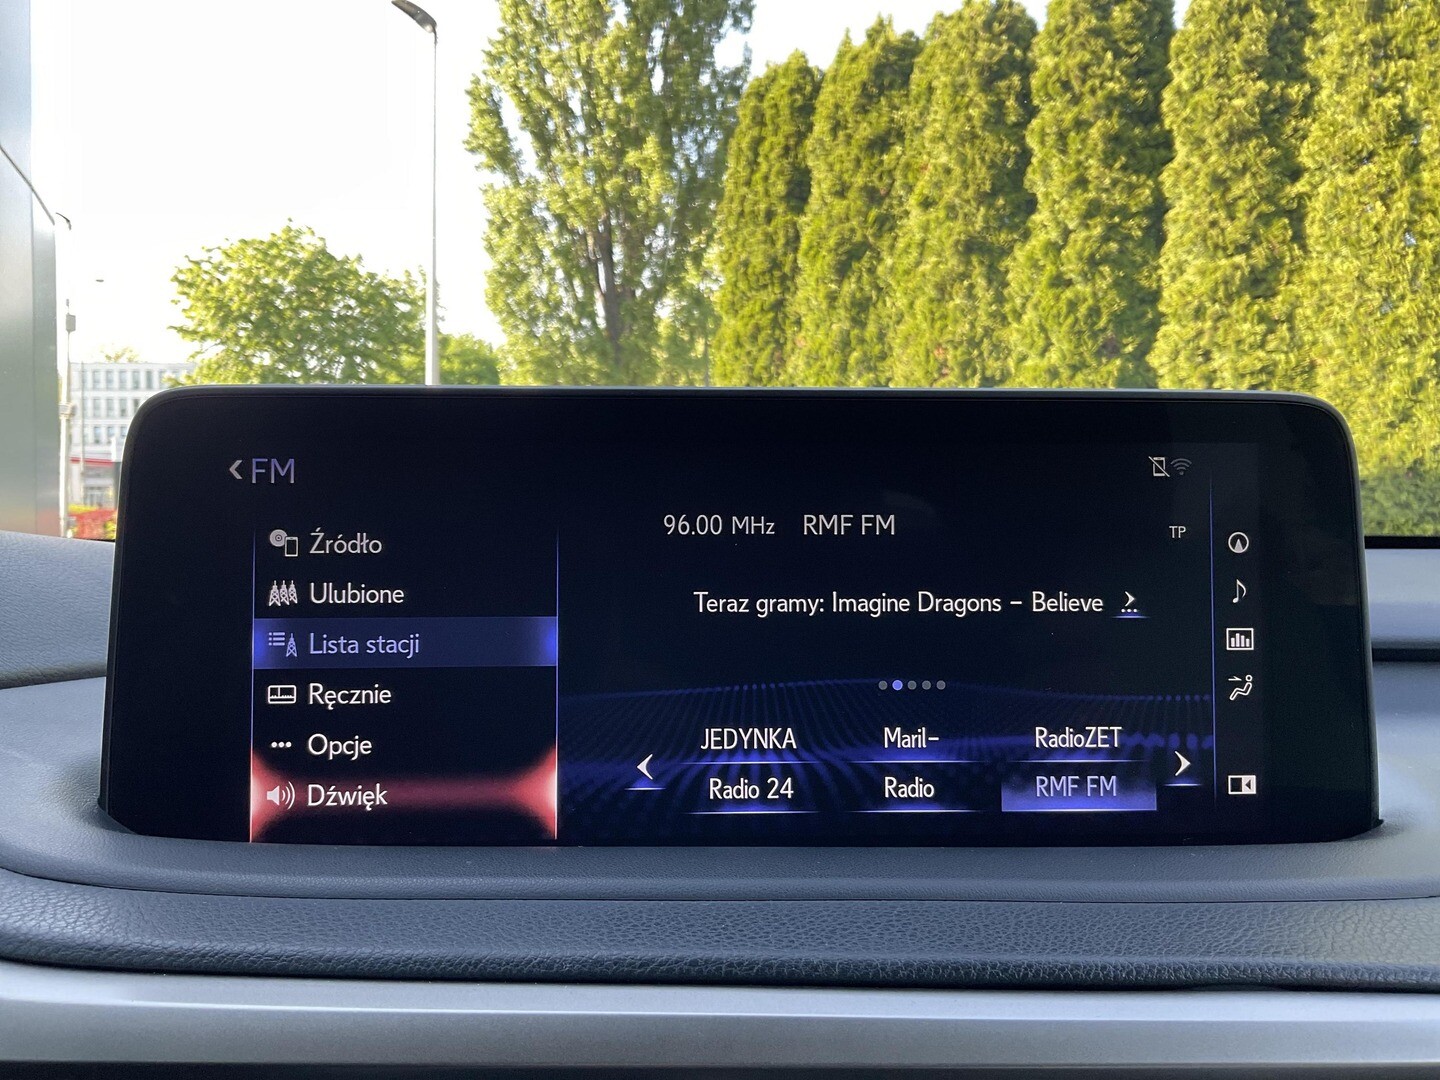 FM
Źródło
Ulubione
Lista stacji
Ręcznie
Opcje
Dźwięk
96.00 MHz RMF FM
TP
Teraz gramy: Imagine Dragons – Believe
JEDYNKA Maril– RadioZET
Radio 24 Radio RMF FM